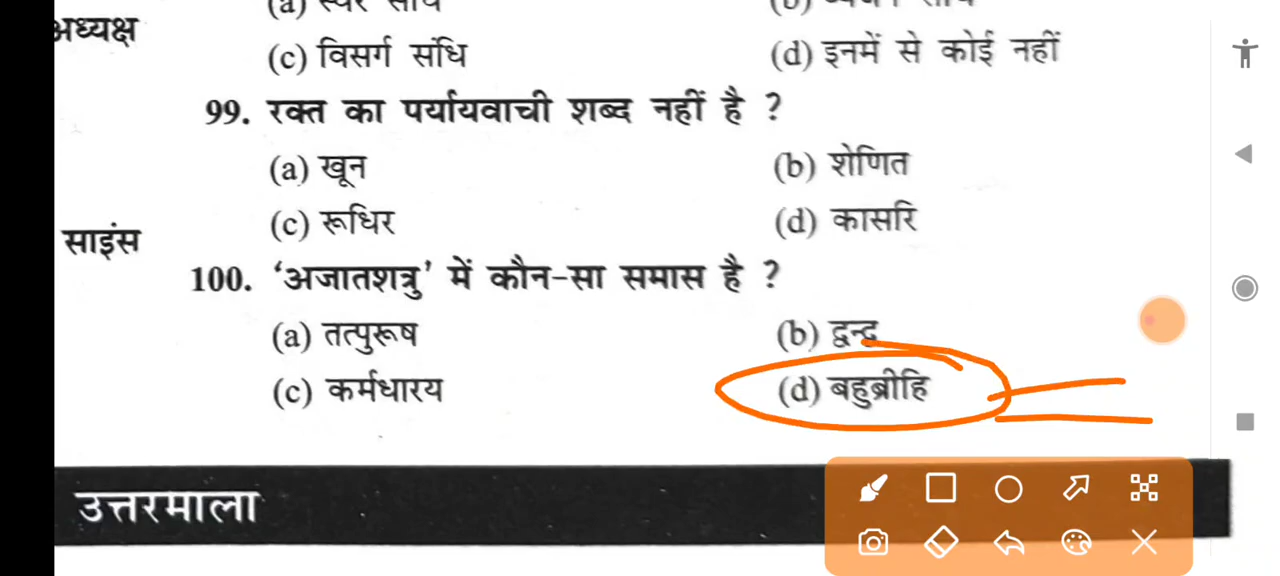 अध्यक्ष
(c) विसर्ग संधि (d) इनमें से कोई नहीं
99. रक्त का पर्यायवाची शब्द नहीं है ?
(a) खून (b) शेणित
(c) रूधिर (d) कासरि
साइंस
100. ‘अजातशत्रु’ में कौन-सा समास है ?
(a) तत्पुरूष (b) द्वन्द्व
(c) कर्मधारय (d) बहुब्रीहि
उत्तरमाला